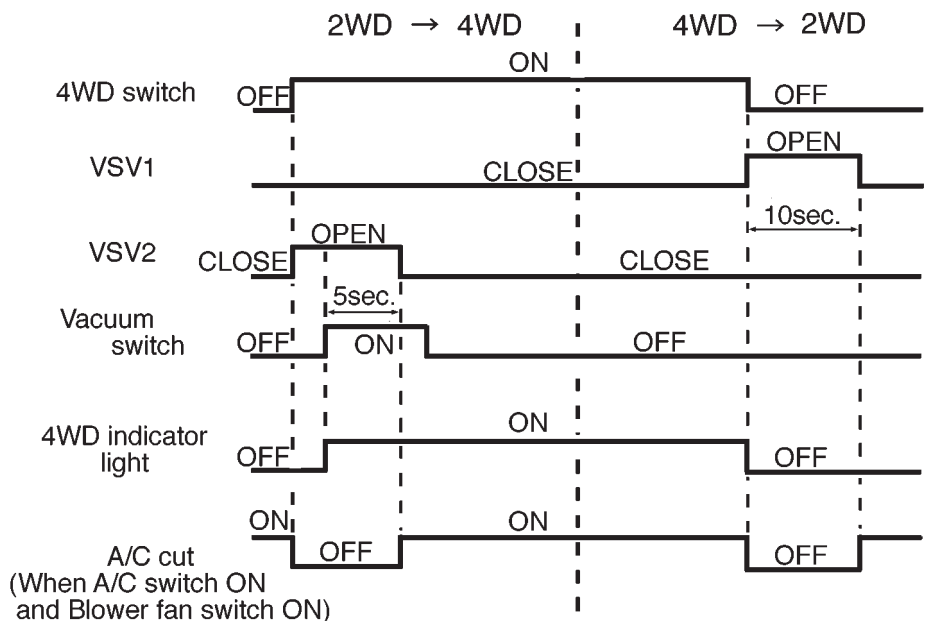 2WD → 4WD
4WD → 2WD
4WD switch
OFF
ON
OFF
VSV1
CLOSE
OPEN
10sec.
VSV2
CLOSE
OPEN
CLOSE
5sec.
Vacuum
switch
OFF
ON
OFF
4WD indicator
light
OFF
ON
OFF
ON
OFF
ON
OFF
A/C cut
(When A/C switch ON
and Blower fan switch ON)